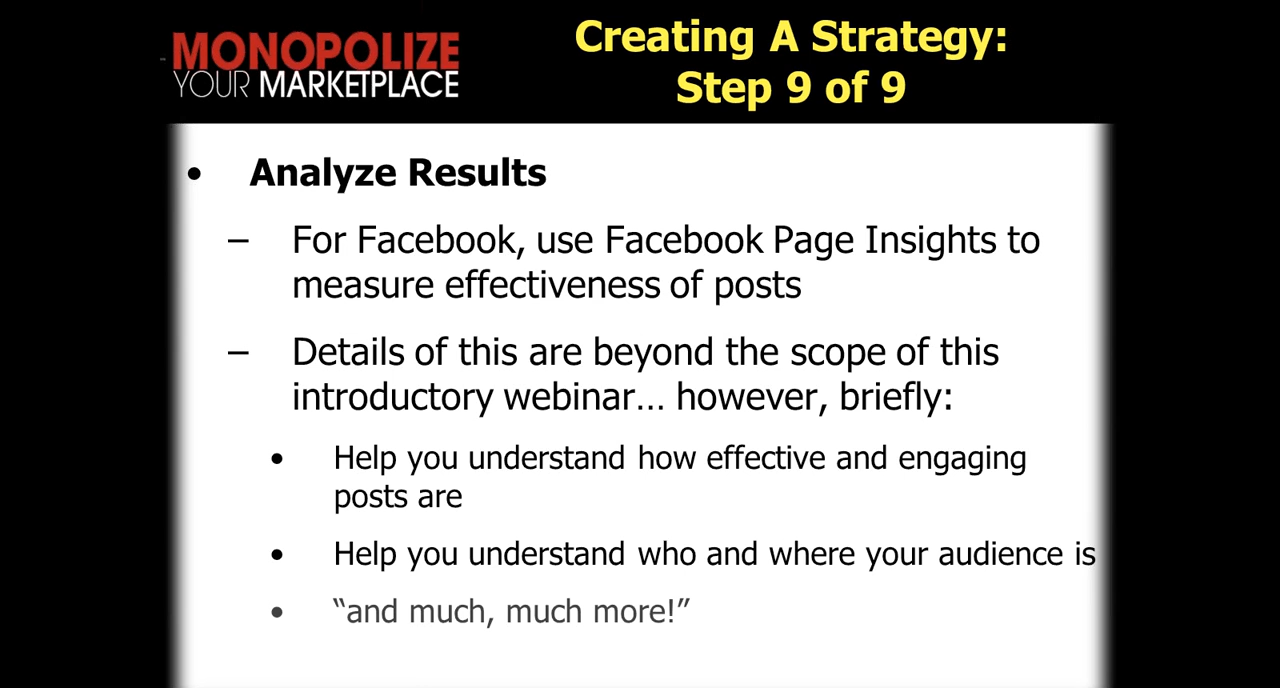 MONOPOLIZE
YOUR MARKETPLACE
Creating A Strategy:
Step 9 of 9
• Analyze Results
– For Facebook, use Facebook Page Insights to
measure effectiveness of posts
– Details of this are beyond the scope of this
introductory webinar… however, briefly:
• Help you understand how effective and engaging
posts are
• Help you understand who and where your audience is
• “and much, much more!”